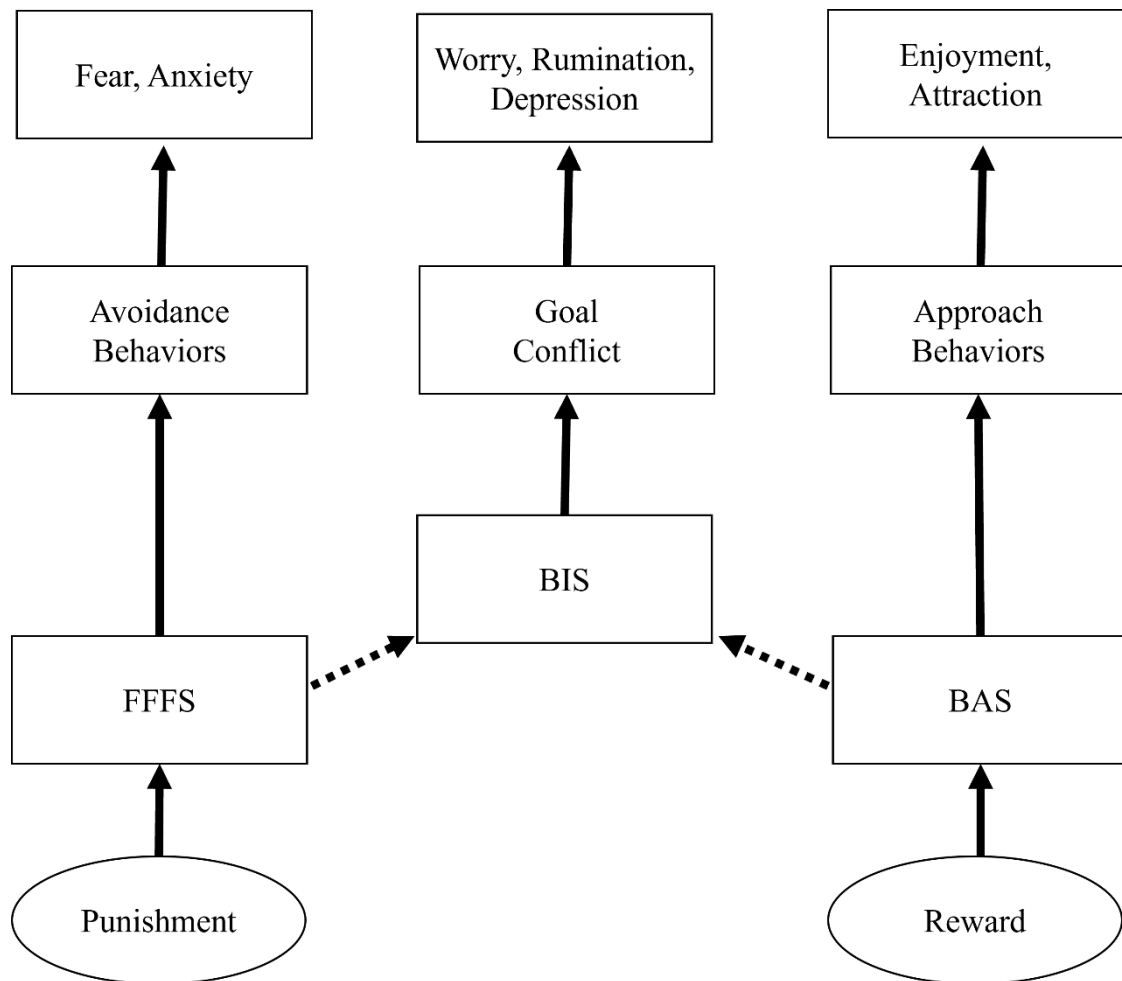 Fear, Anxiety
Worry, Rumination,
Depression
Enjoyment,
Attraction
Avoidance
Behaviors
Goal
Conflict
Approach
Behaviors
BIS
FFFS
BAS
Punishment
Reward